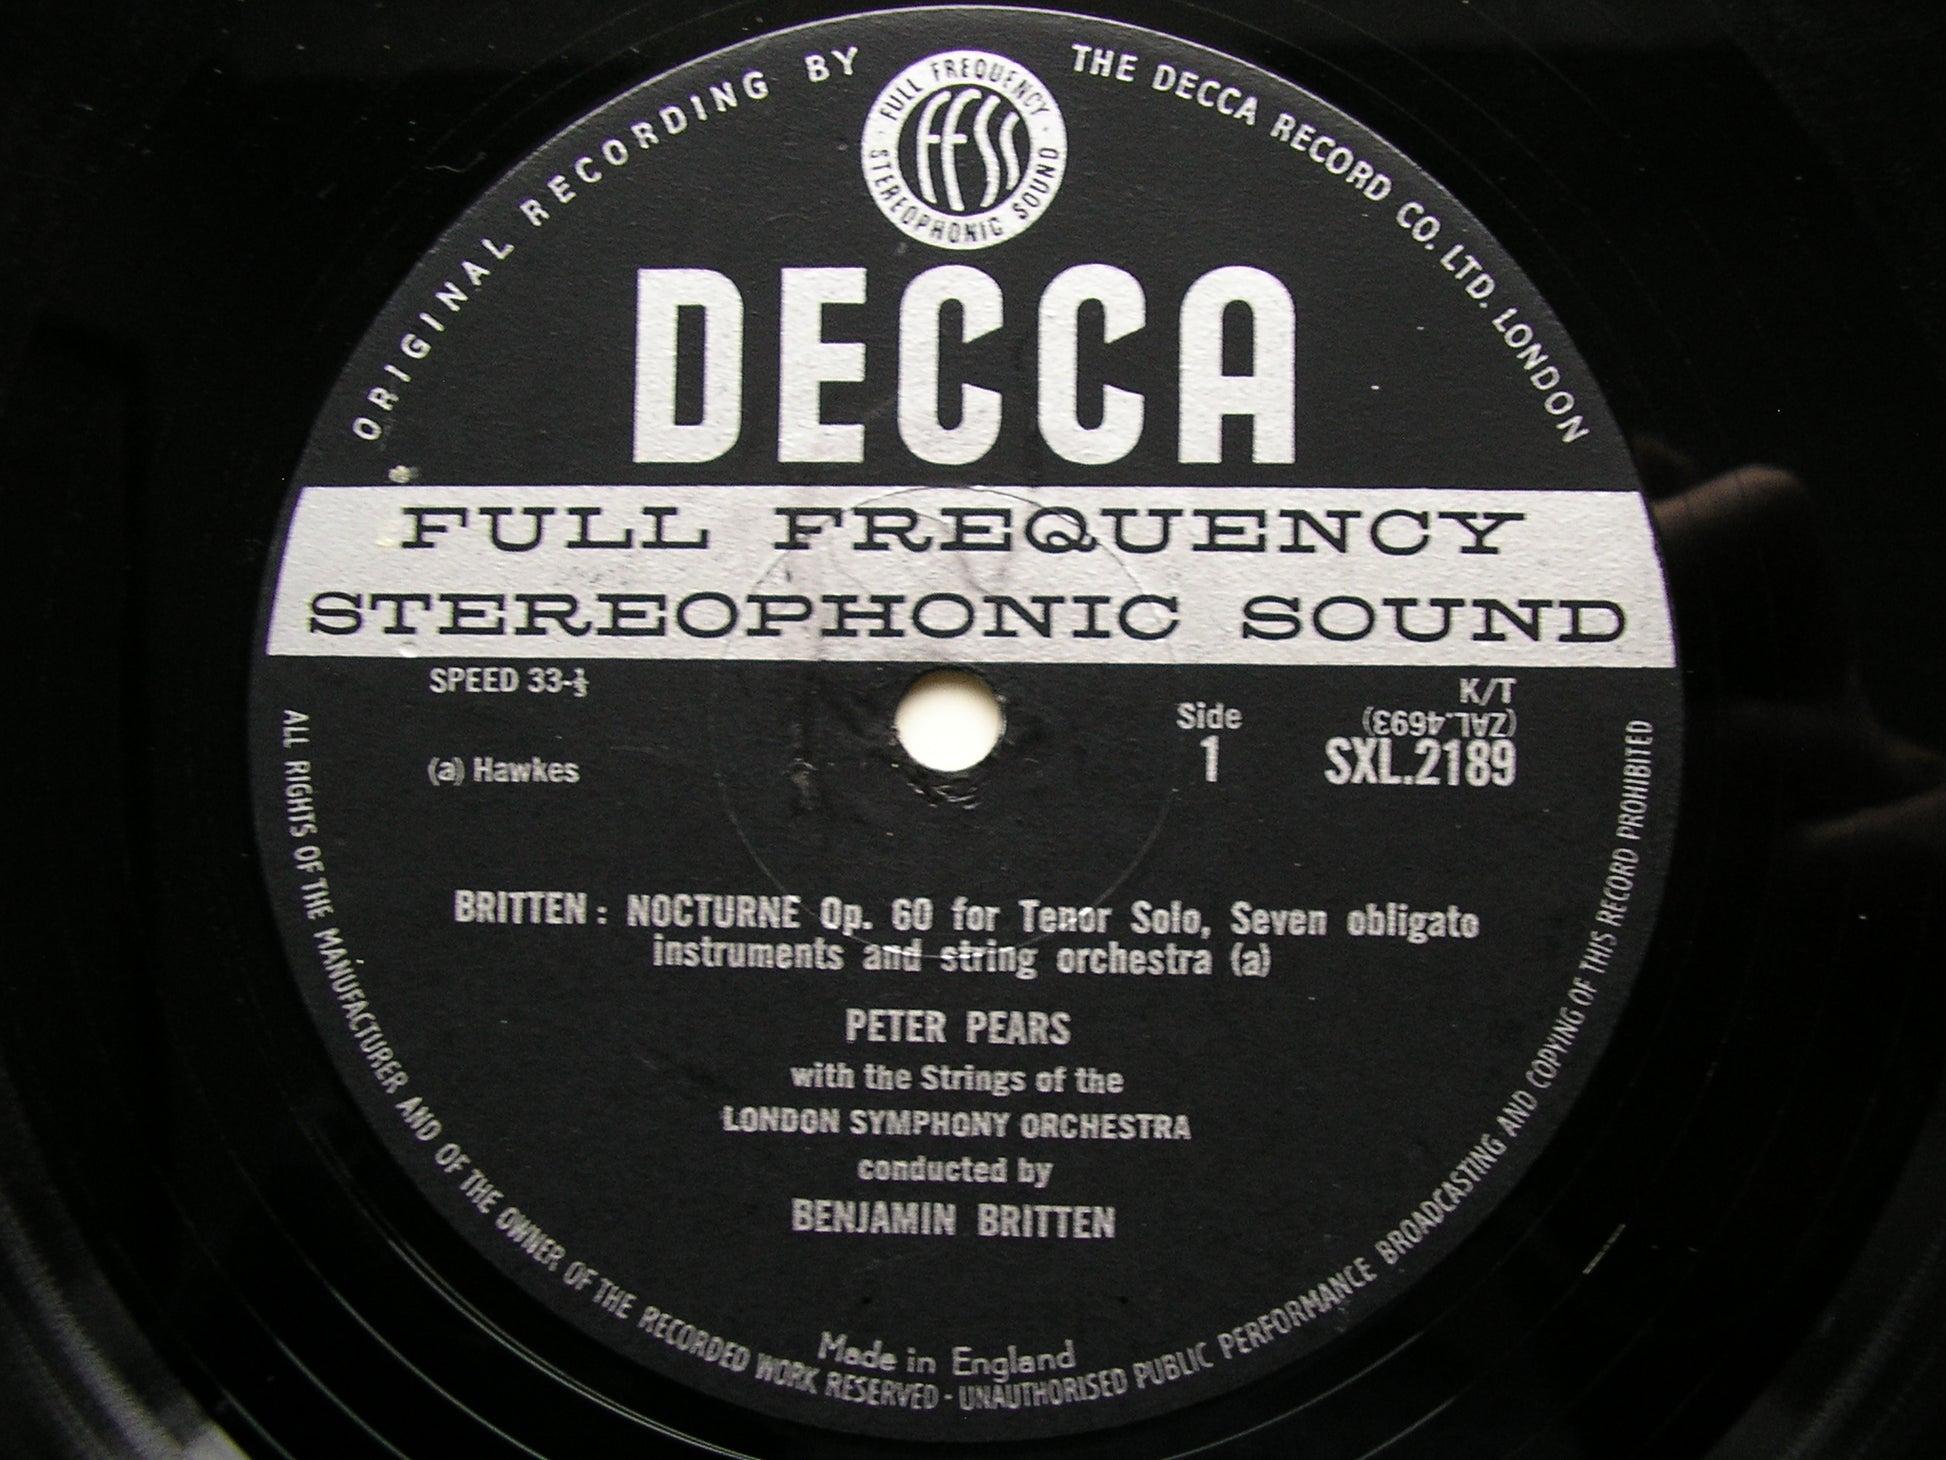 ORIGINAL RECORDING BY THE DECCA RECORD CO. LTD. LONDON
FULL FREQUENCY STEREOPHONIC SOUND
FFSS
DECCA
FULL FREQUENCY
STEREOPHONIC SOUND
SPEED 33-⅓
K/T
(ZAL.4693)
Side
1
SXL.2189
(a) Hawkes
BRITTEN: NOCTURNE Op. 60 for Tenor Solo, Seven obligato
instruments and string orchestra (a)
PETER PEARS
with the Strings of the
LONDON SYMPHONY ORCHESTRA
conducted by
BENJAMIN BRITTEN
Made in England
ALL RIGHTS OF THE MANUFACTURER AND OF THE OWNER OF THE RECORDED WORK RESERVED - UNAUTHORISED PUBLIC PERFORMANCE BROADCASTING AND COPYING OF THIS RECORD PROHIBITED